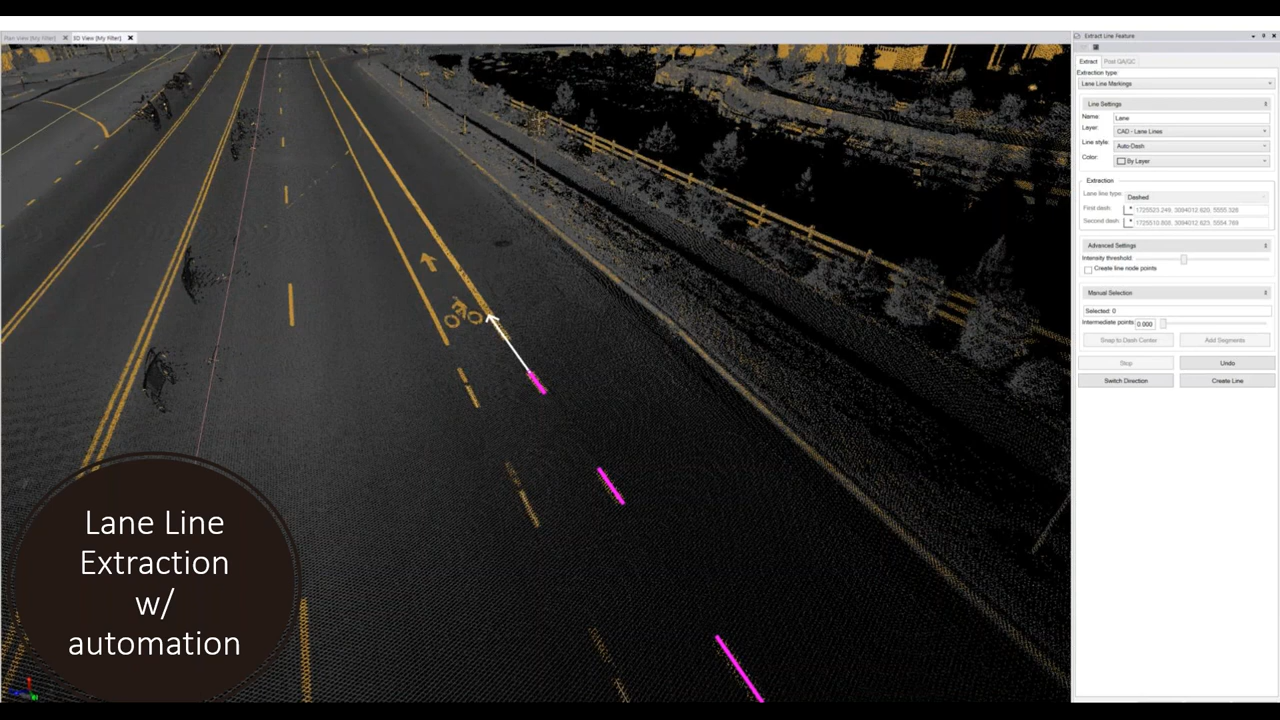 Plan View (My Filter)
3D View (My Filter)
Extract Line Feature
Extract
Post QA/QC
Extraction type:
Lane Line Markings
Line Settings
Name:
Lane
Layer:
CAD - Lane Lines
Line style:
Auto-Dash
Color:
By Layer
Extraction
Lane line type:
Dashed
First dash:
Second dash:
Advanced Settings
Intensity threshold
Create line node points
Manual Selection
Selected: 0
Intermediate points:
0.000
Snap to Dash Center
Add Segments
Stop
Undo
Switch Direction
Create Line
Lane Line
Extraction
w/
automation